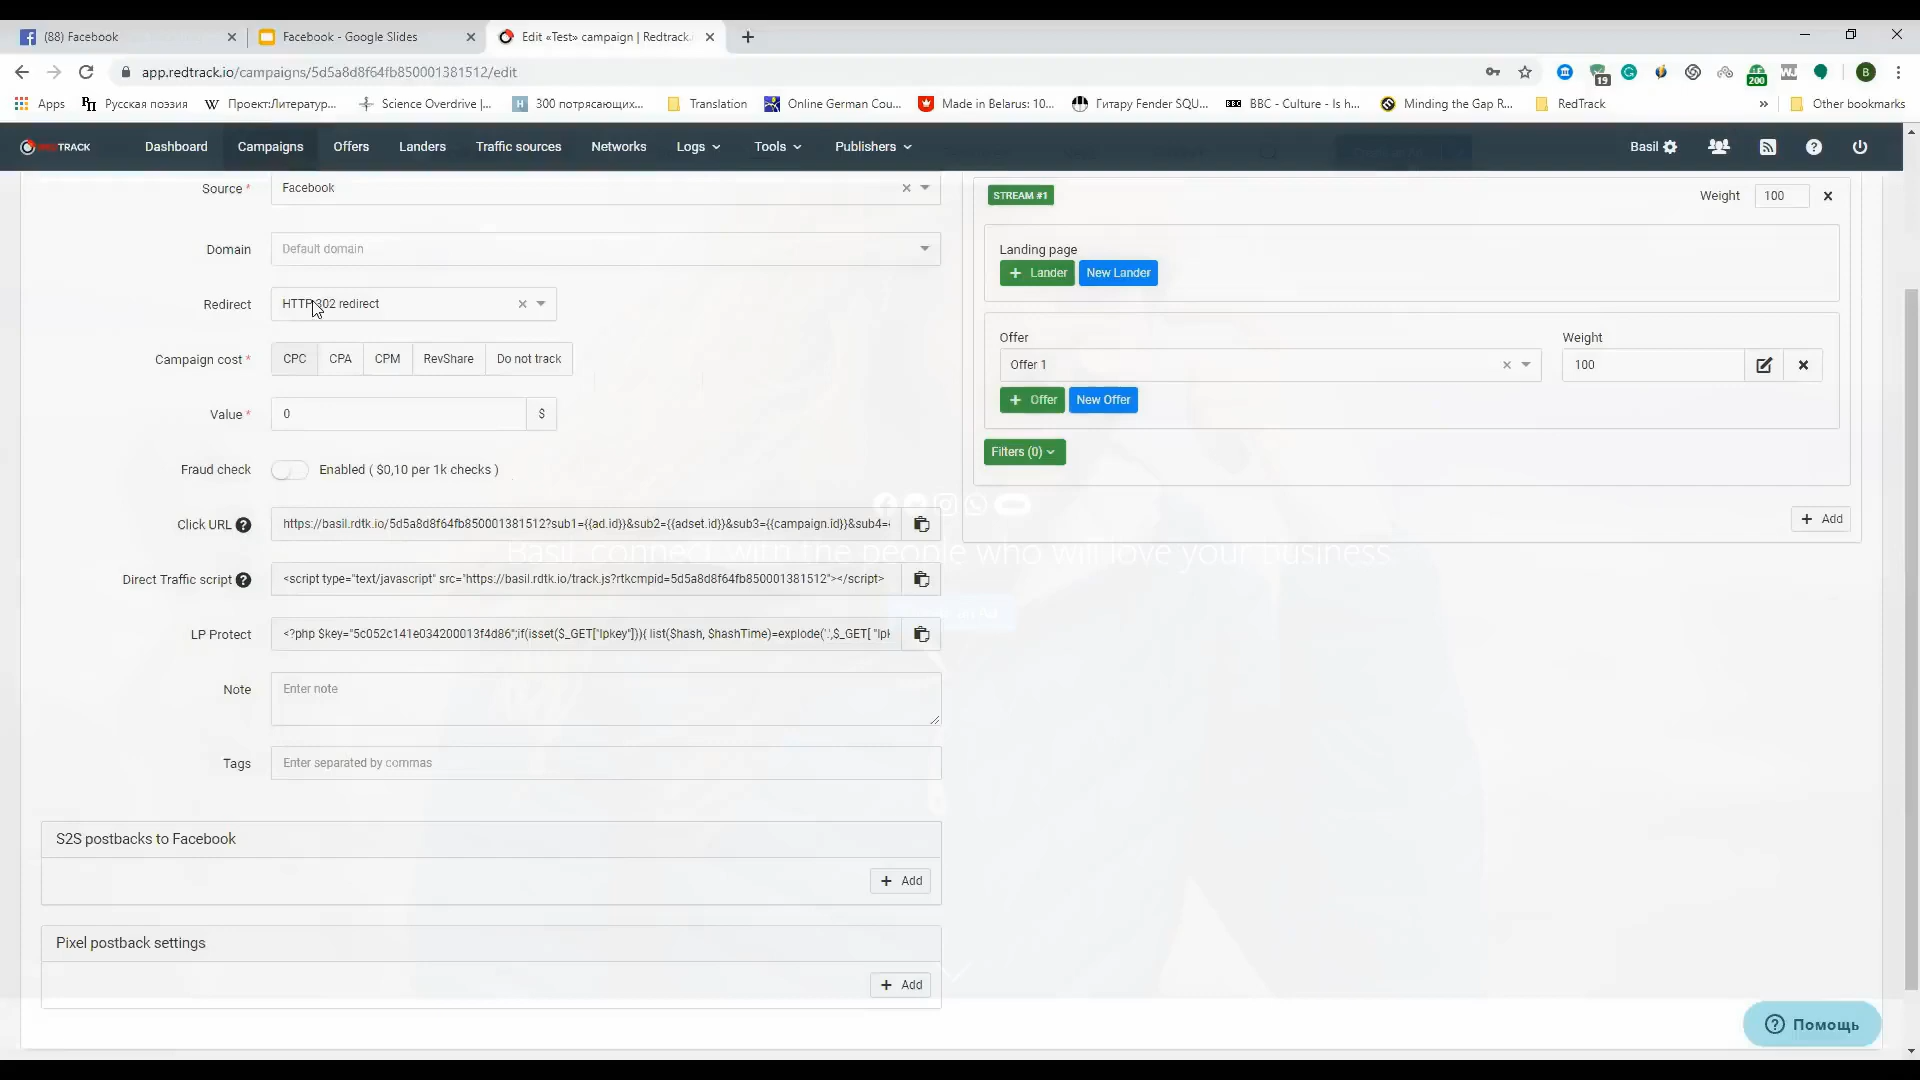 (88) Facebook
Facebook - Google Slides
Edit «Test» campaign | Redtrack.
app.redtrack.io/campaigns/5d5a8d8f64fb850001381512/edit
19
200
B
Apps
Русская поэзия
Проект:Литератур...
Science Overdrive |...
300 потрясающих...
Translation
Online German Cou...
Made in Belarus: 10...
Гитару Fender SQU...
BBC - Culture - Is h...
Minding the Gap R...
RedTrack
Other bookmarks
REDTRACK
Dashboard
Campaigns
Offers
Landers
Traffic sources
Networks
Logs
Tools
Publishers
Basil
Source *
Facebook
Domain
Default domain
Redirect
HTTP 302 redirect
Campaign cost *
CPC
CPA
CPM
RevShare
Do not track
Value *
0
$
Fraud check
Enabled ( $0,10 per 1k checks )
Click URL
https://basil.rdtk.io/5d5a8d8f64fb850001381512?sub1={{ad.id}}&sub2={{adset.id}}&sub3={{campaign.id}}&sub4={
Direct Traffic script
<script type="text/javascript" src="https://basil.rdtk.io/track.js?rtkcmpid=5d5a8d8f64fb850001381512"></script>
LP Protect
<?php $key="5c052c141e034200013f4d86";if(isset($_GET["lpkey"])){ list($hash, $hashTime)=explode('.',$_GET[ "lpk
Note
Enter note
Tags
Enter separated by commas
S2S postbacks to Facebook
Add
Pixel postback settings
Add
STREAM #1
Weight
100
Landing page
Lander
New Lander
Offer
Weight
Offer 1
100
Offer
New Offer
Filters (0)
Add
Basil, connect with the people who will love your business.
Помощь